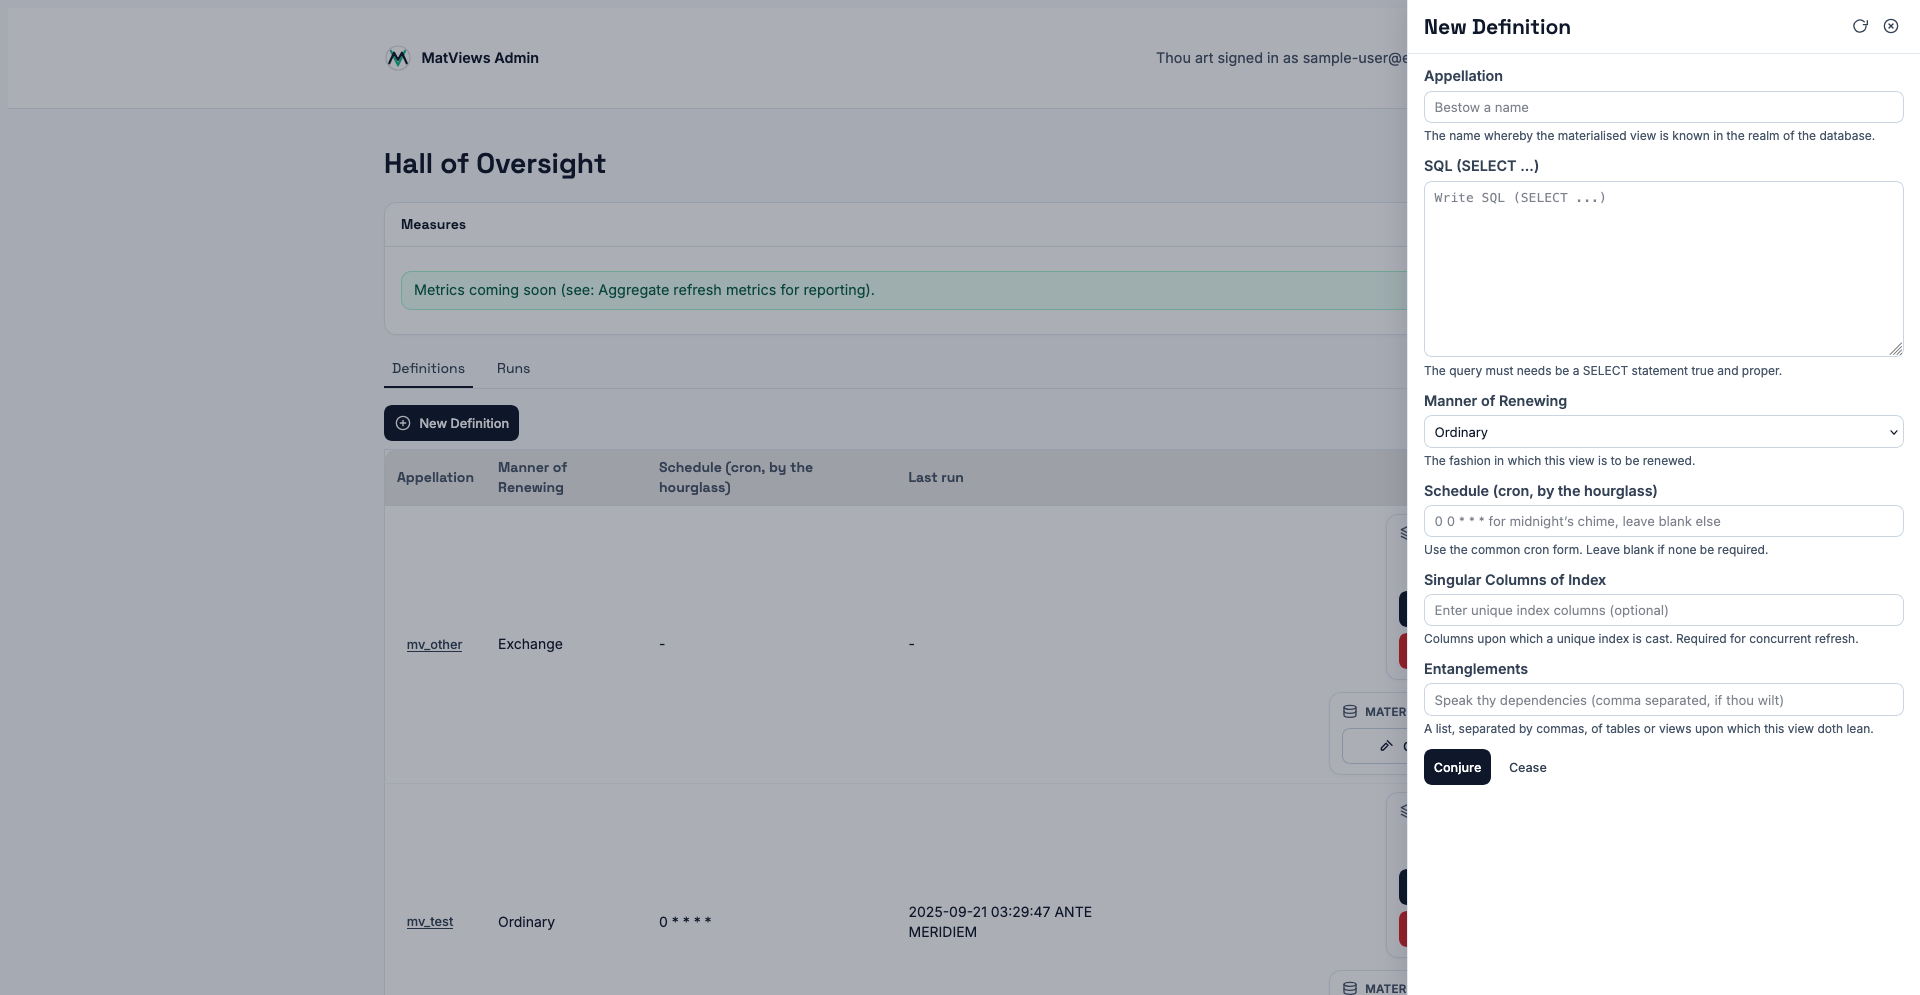 MatViews Admin
Thou art signed in as sample-user@e
Hall of Oversight
Measures
Metrics coming soon (see: Aggregate refresh metrics for reporting).
Definitions
Runs
New Definition
Appellation
Manner of
Renewing
Schedule (cron, by the
hourglass)
Last run
mv_other
Exchange
-
-
MATER
mv_test
Ordinary
0 * * * *
2025-09-21 03:29:47 ANTE
MERIDIEM
MATER
New Definition
Appellation
Bestow a name
The name whereby the materialised view is known in the realm of the database.
SQL (SELECT ...)
Write SQL (SELECT ...)
The query must needs be a SELECT statement true and proper.
Manner of Renewing
Ordinary
The fashion in which this view is to be renewed.
Schedule (cron, by the hourglass)
0 0 * * * for midnight’s chime, leave blank else
Use the common cron form. Leave blank if none be required.
Singular Columns of Index
Enter unique index columns (optional)
Columns upon which a unique index is cast. Required for concurrent refresh.
Entanglements
Speak thy dependencies (comma separated, if thou wilt)
A list, separated by commas, of tables or views upon which this view doth lean.
Conjure
Cease